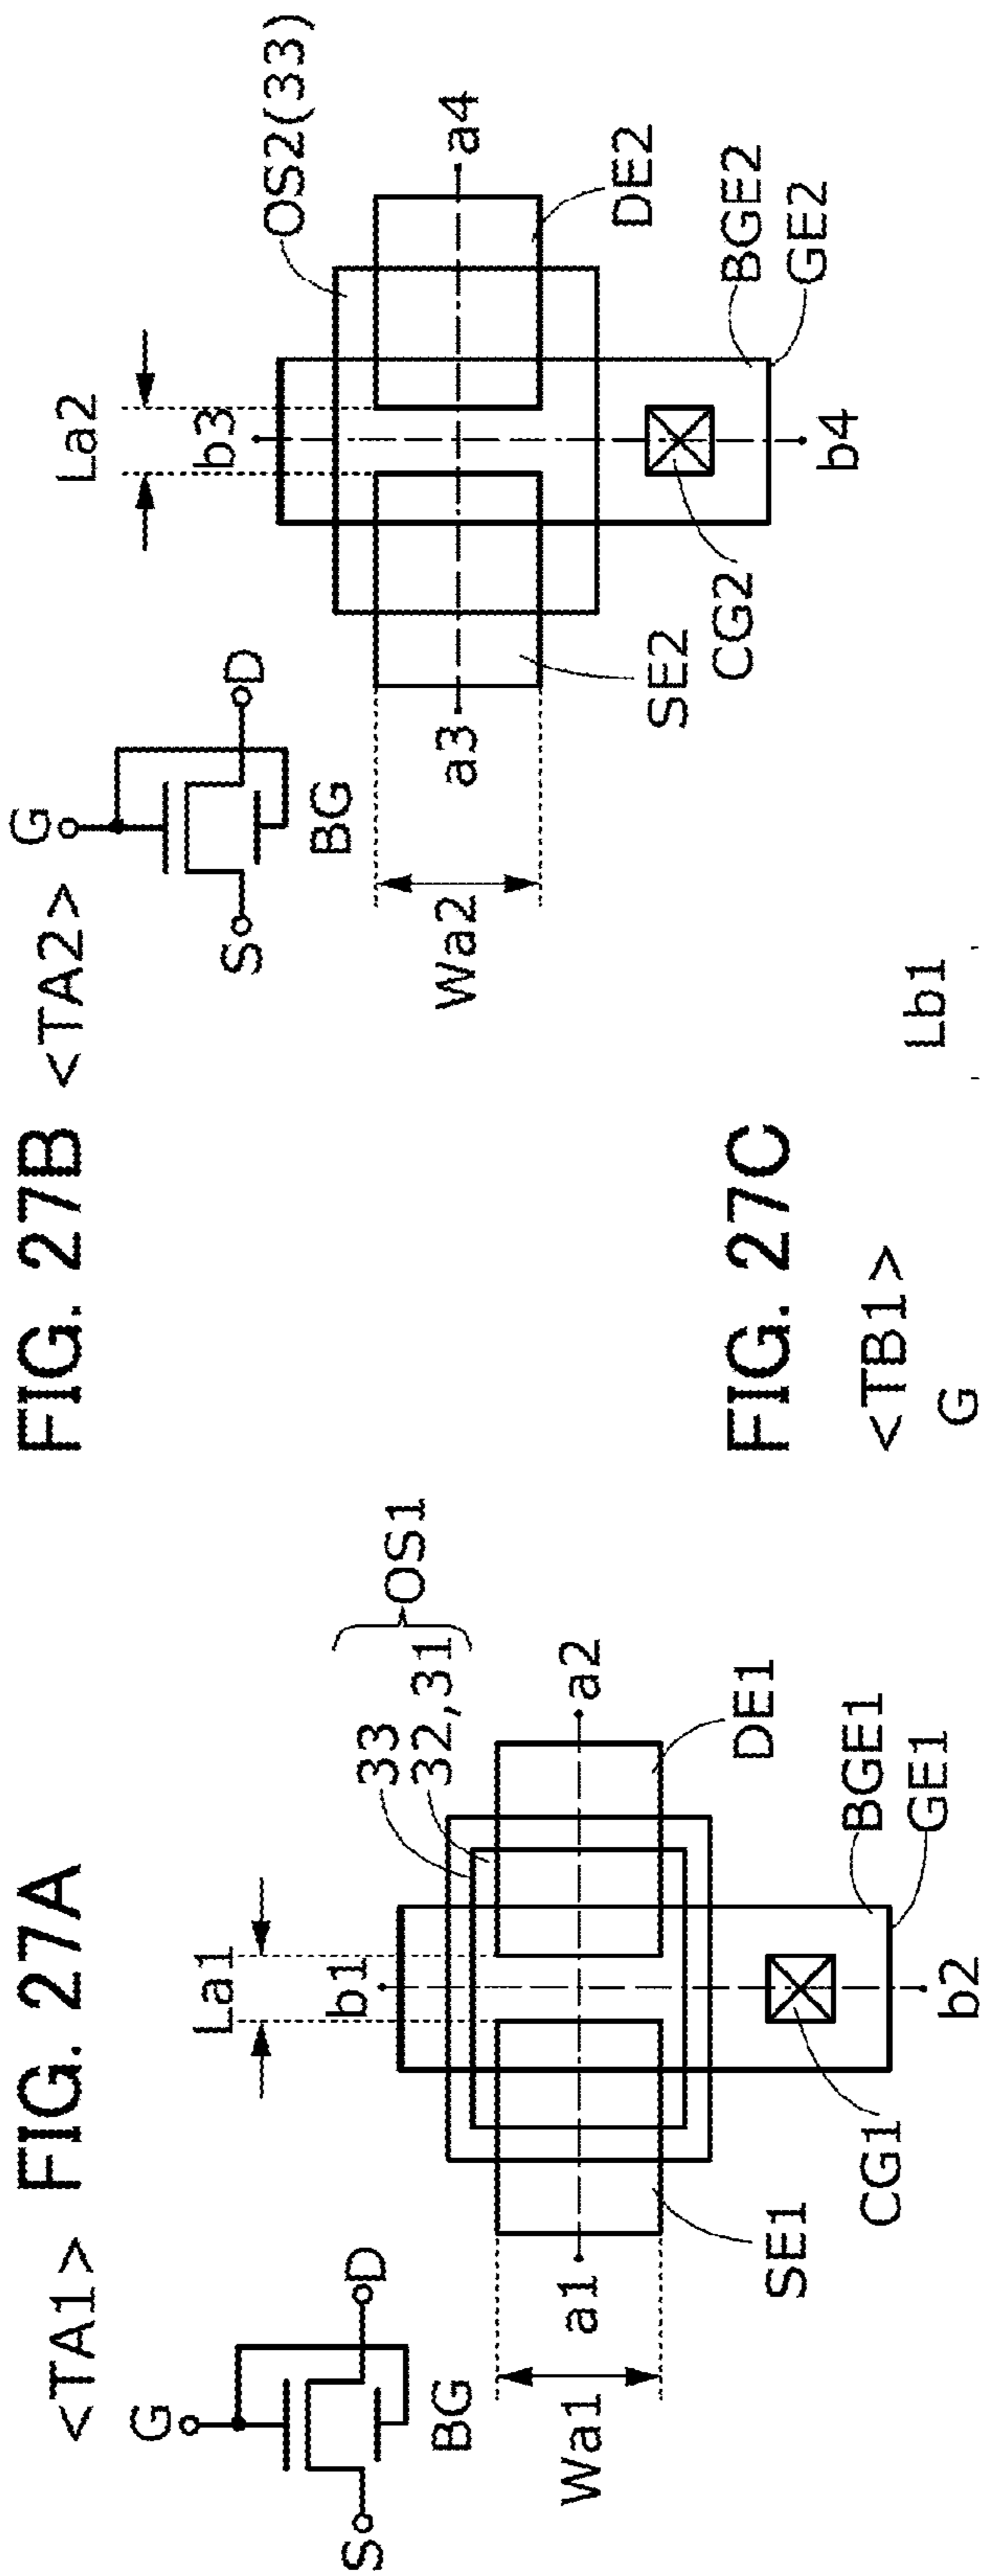 <TA1> FIG. 27A
G
S
D
BG
La1
b1
33
32,31
OS1
Wa1
a1
a2
SE1
DE1
CG1
BGE1
GE1
b2
FIG. 27B <TA2>
G
S
D
BG
La2
b3
OS2(33)
Wa2
a3
a4
SE2
DE2
CG2
BGE2
GE2
b4
FIG. 27C
<TB1>
G
Lb1